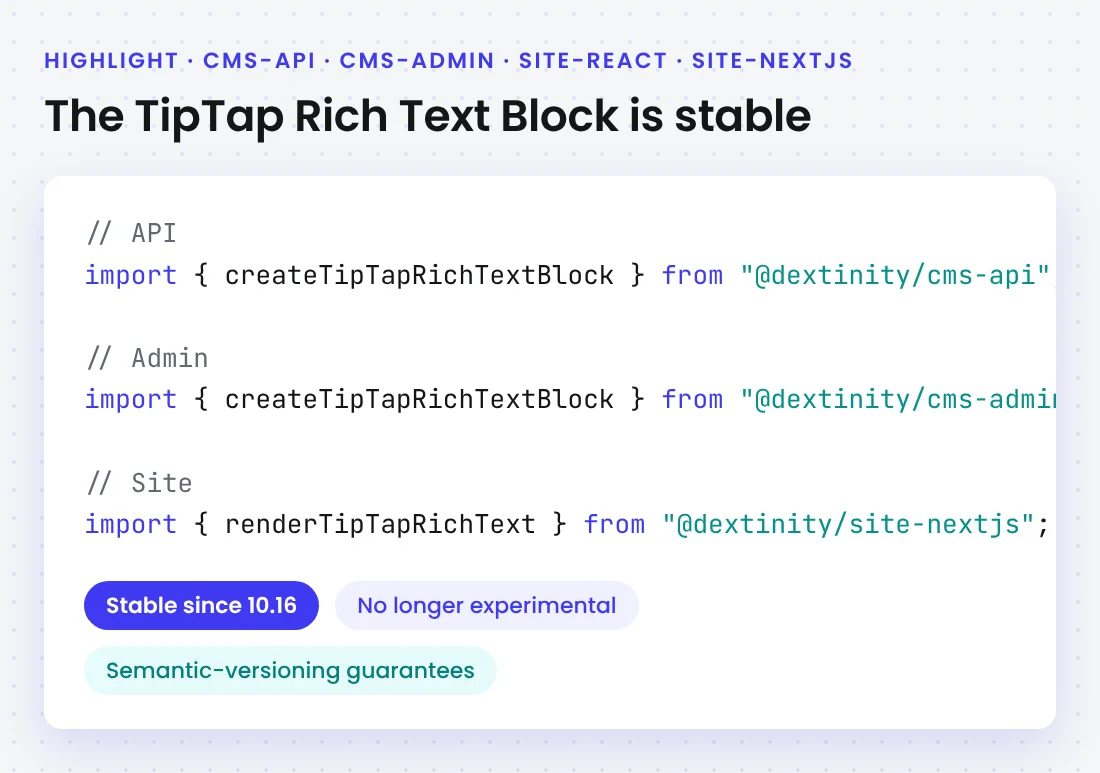 HIGHLIGHT · CMS-API · CMS-ADMIN · SITE-REACT · SITE-NEXTJS
The TipTap Rich Text Block is stable
// API
import { createTipTapRichTextBlock } from "@dextinity/cms-api"
// Admin
import { createTipTapRichTextBlock } from "@dextinity/cms-admin
// Site
import { renderTipTapRichText } from "@dextinity/site-nextjs";
Stable since 10.16
No longer experimental
Semantic-versioning guarantees